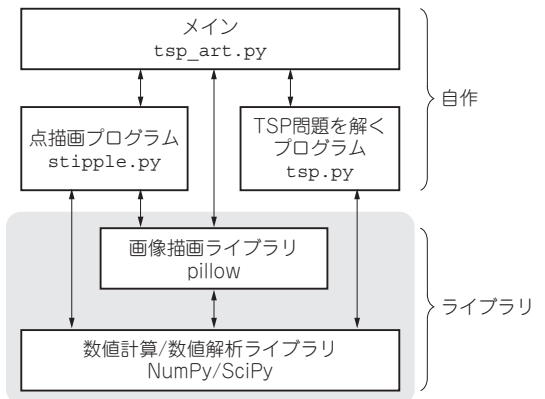 メイン
tsp_art.py
点描画プログラム
stipple.py
TSP問題を解く
プログラム
tsp.py
自作
画像描画ライブラリ
pillow
数値計算/数値解析ライブラリ
NumPy/SciPy
ライブラリ